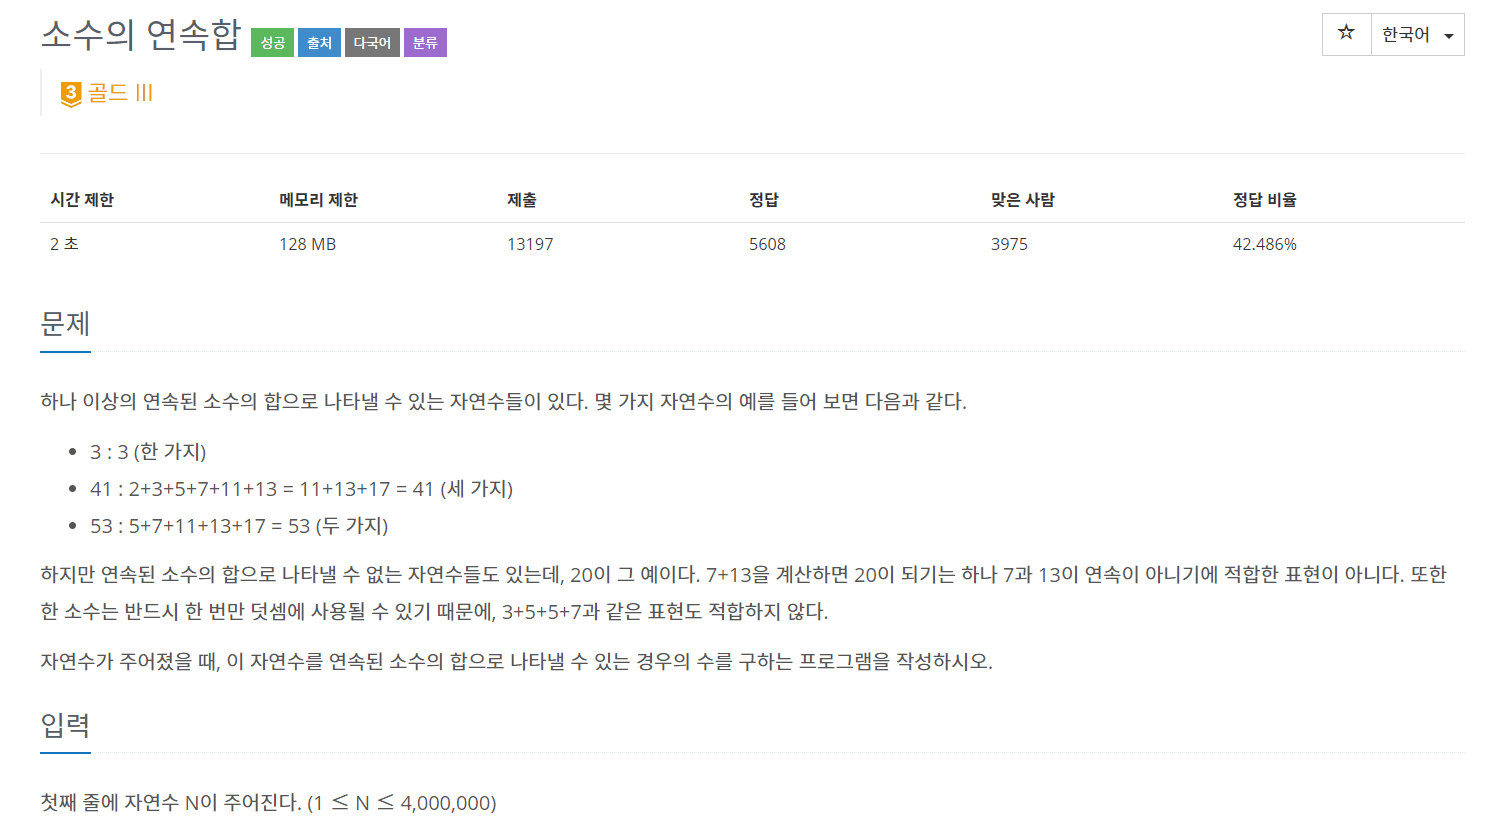 소수의 연속합 성공 출처 다국어 분류
☆ 한국어
3 골드 III
시간 제한 메모리 제한 제출 정답 맞은 사람 정답 비율
2 초 128 MB 13197 5608 3975 42.486%
문제
하나 이상의 연속된 소수의 합으로 나타낼 수 있는 자연수들이 있다. 몇 가지 자연수의 예를 들어 보면 다음과 같다.
• 3 : 3 (한 가지)
• 41 : 2+3+5+7+11+13 = 11+13+17 = 41 (세 가지)
• 53 : 5+7+11+13+17 = 53 (두 가지)
하지만 연속된 소수의 합으로 나타낼 수 없는 자연수들도 있는데, 20이 그 예이다. 7+13을 계산하면 20이 되기는 하나 7과 13이 연속이 아니기에 적합한 표현이 아니다. 또한
한 소수는 반드시 한 번만 덧셈에 사용될 수 있기 때문에, 3+5+5+7과 같은 표현도 적합하지 않다.
자연수가 주어졌을 때, 이 자연수를 연속된 소수의 합으로 나타낼 수 있는 경우의 수를 구하는 프로그램을 작성하시오.
입력
첫째 줄에 자연수 N이 주어진다. (1 ≤ N ≤ 4,000,000)